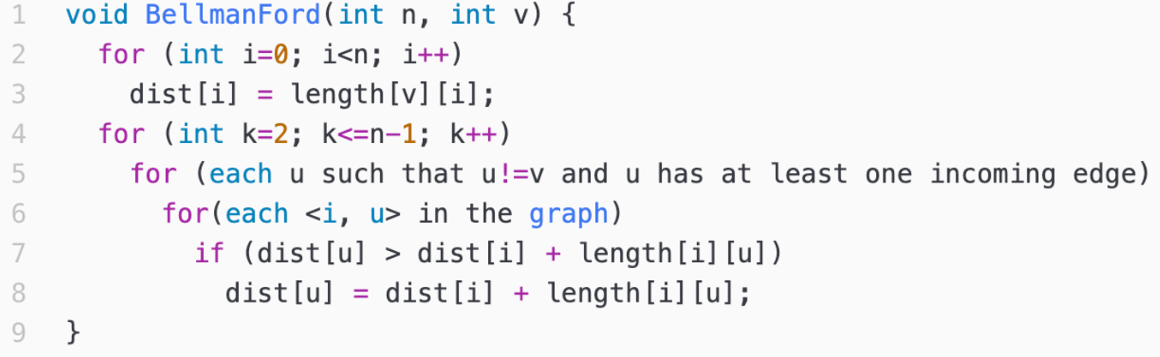 1 void BellmanFord(int n, int v) {
2   for (int i=0; i<n; i++)
3     dist[i] = length[v][i];
4   for (int k=2; k<=n-1; k++)
5     for (each u such that u!=v and u has at least one incoming edge)
6       for(each <i, u> in the graph)
7         if (dist[u] > dist[i] + length[i][u])
8           dist[u] = dist[i] + length[i][u];
9 }